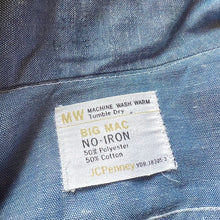 MW MACHINE WASH WARM
Tumble Dry
BIG MAC
NO-IRON
50% Polyester
50% Cotton
JCPenney